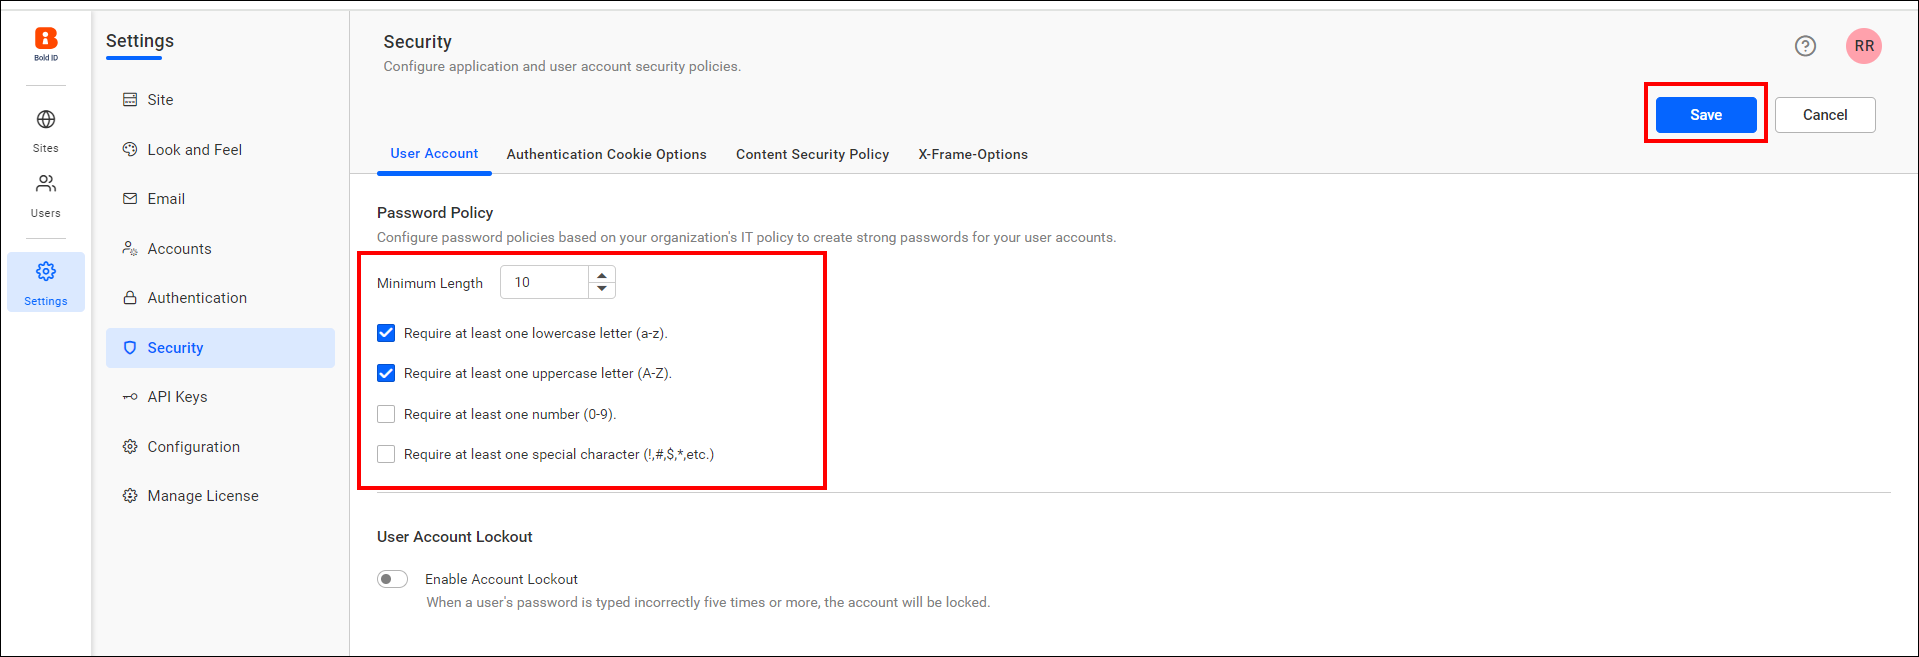 Bold ID
Sites
Users
Settings
Settings
Site
Look and Feel
Email
Accounts
Authentication
Security
API Keys
Configuration
Manage License
Security
Configure application and user account security policies.
RR
Save
Cancel
User Account
Authentication Cookie Options
Content Security Policy
X-Frame-Options
Password Policy
Configure password policies based on your organization's IT policy to create strong passwords for your user accounts.
Minimum Length 10
Require at least one lowercase letter (a-z).
Require at least one uppercase letter (A-Z).
Require at least one number (0-9).
Require at least one special character (!,#,$,*,etc.)
User Account Lockout
Enable Account Lockout
When a user's password is typed incorrectly five times or more, the account will be locked.